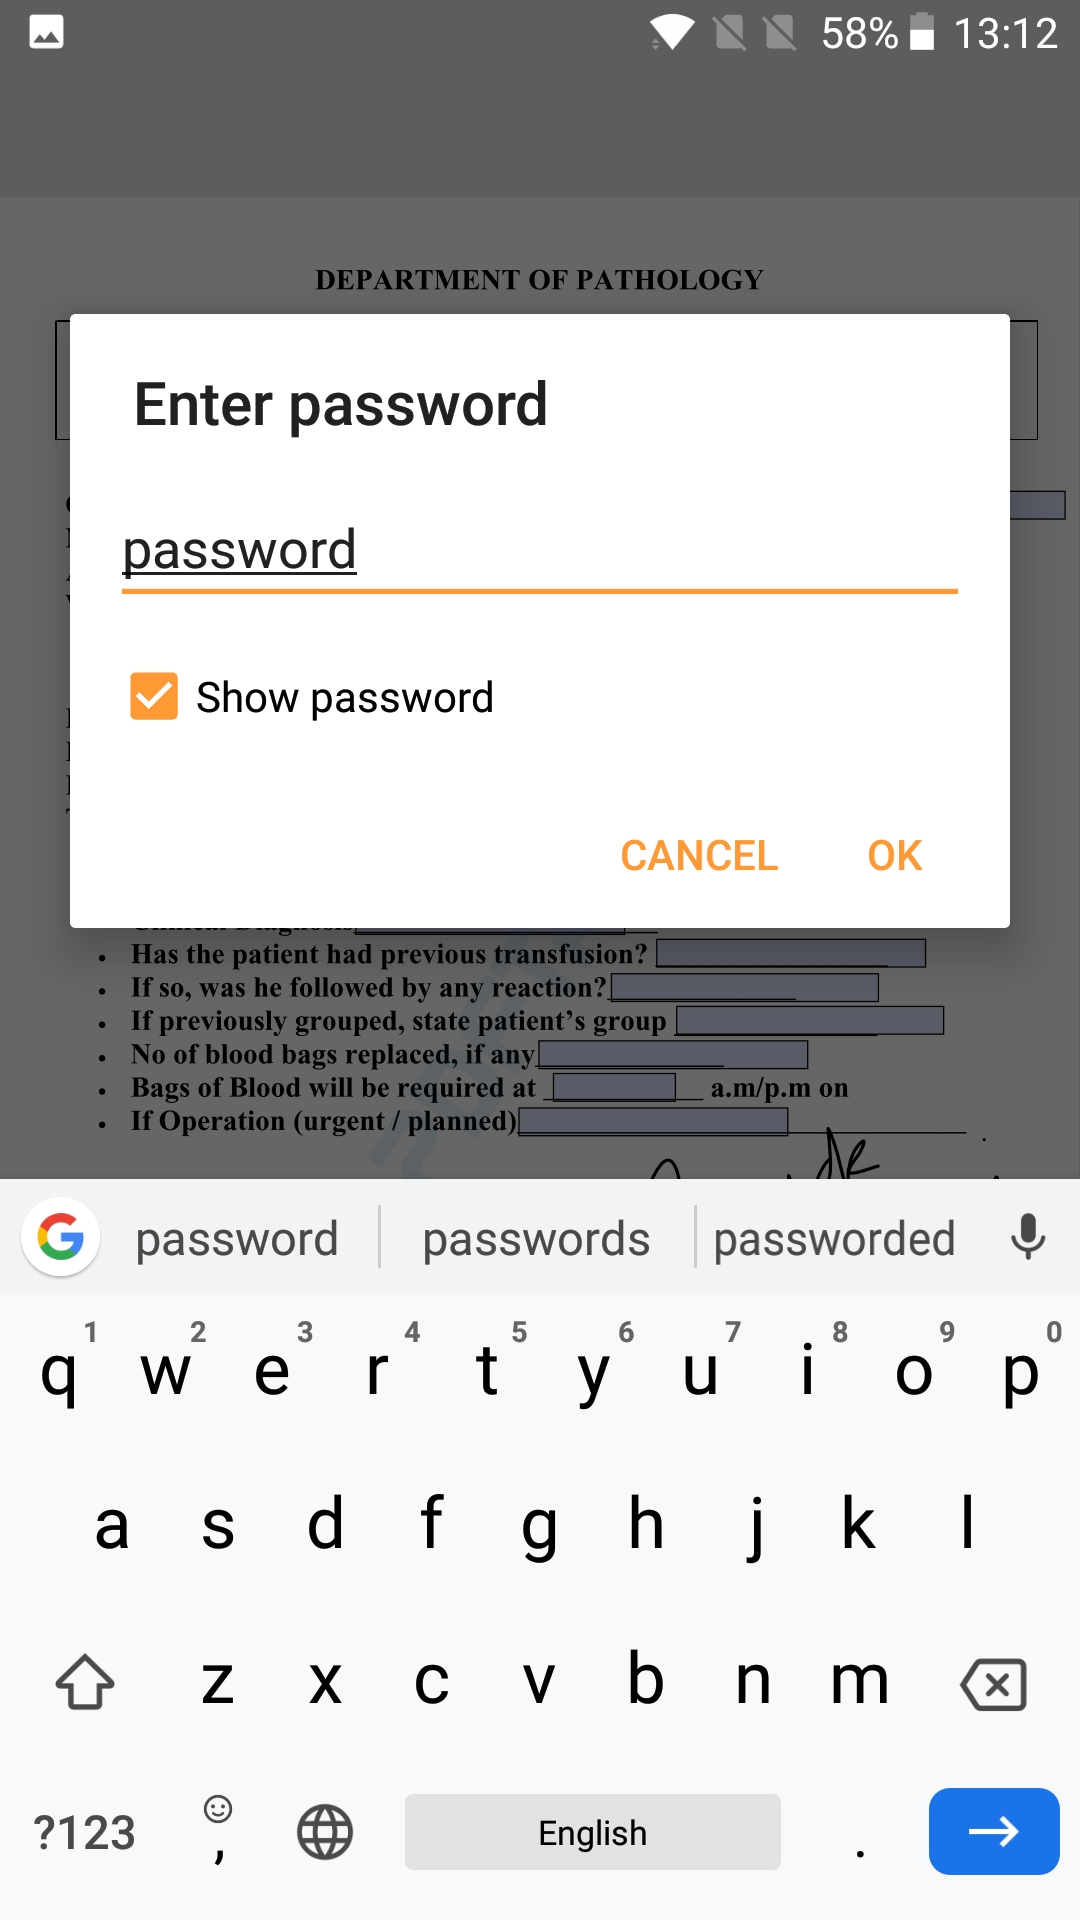 58% 13:12
DEPARTMENT OF PATHOLOGY
Enter password
password
Show password
CANCEL OK
Clinical Diagnosis
• Has the patient had previous transfusion?
• If so, was he followed by any reaction?
• If previously grouped, state patient’s group
• No of blood bags replaced, if any
• Bags of Blood will be required at a.m/p.m on
• If Operation (urgent / planned) .
password passwords passworded
1 2 3 4 5 6 7 8 9 0
q w e r t y u i o p
a s d f g h j k l
z x c v b n m
?123 , English .